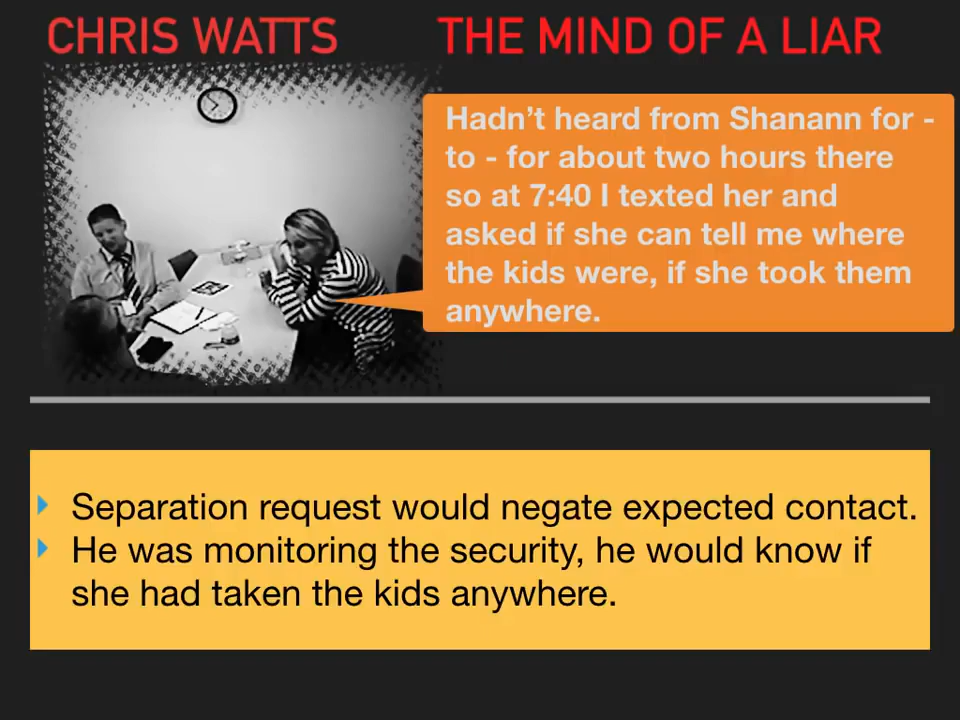 CHRIS WATTS THE MIND OF A LIAR
Hadn't heard from Shanann for -
to - for about two hours there
so at 7:40 I texted her and
asked if she can tell me where
the kids were, if she took them
anywhere.
Separation request would negate expected contact.
He was monitoring the security, he would know if
she had taken the kids anywhere.